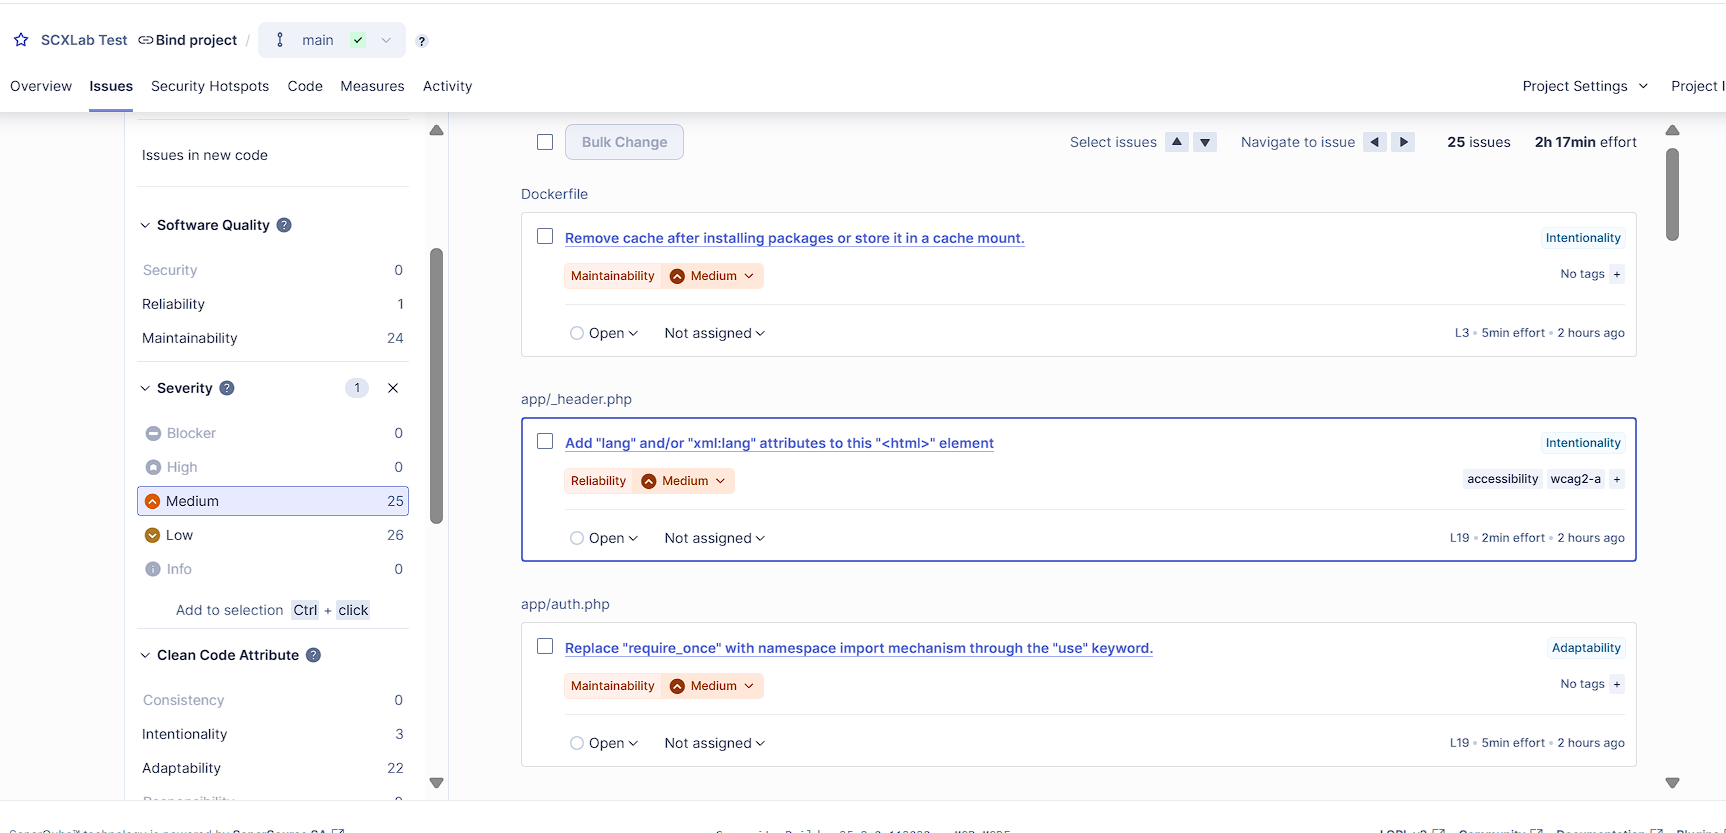 SCXLab Test Bind project / main ?
Overview Issues Security Hotspots Code Measures Activity Project Settings Project I
Issues in new code
Software Quality ?
Security 0
Reliability 1
Maintainability 24
Severity ? 1
Blocker 0
High 0
Medium 25
Low 26
Info 0
Add to selection Ctrl + click
Clean Code Attribute ?
Consistency 0
Intentionality 3
Adaptability 22
Bulk Change Select issues Navigate to issue 25 issues 2h 17min effort
Dockerfile
Remove cache after installing packages or store it in a cache mount. Intentionality
Maintainability Medium No tags +
Open Not assigned L3 • 5min effort • 2 hours ago
app/_header.php
Add "lang" and/or "xml:lang" attributes to this "<html>" element Intentionality
Reliability Medium accessibility wcag2-a +
Open Not assigned L19 • 2min effort • 2 hours ago
app/auth.php
Replace "require_once" with namespace import mechanism through the "use" keyword. Adaptability
Maintainability Medium No tags +
Open Not assigned L19 • 5min effort • 2 hours ago